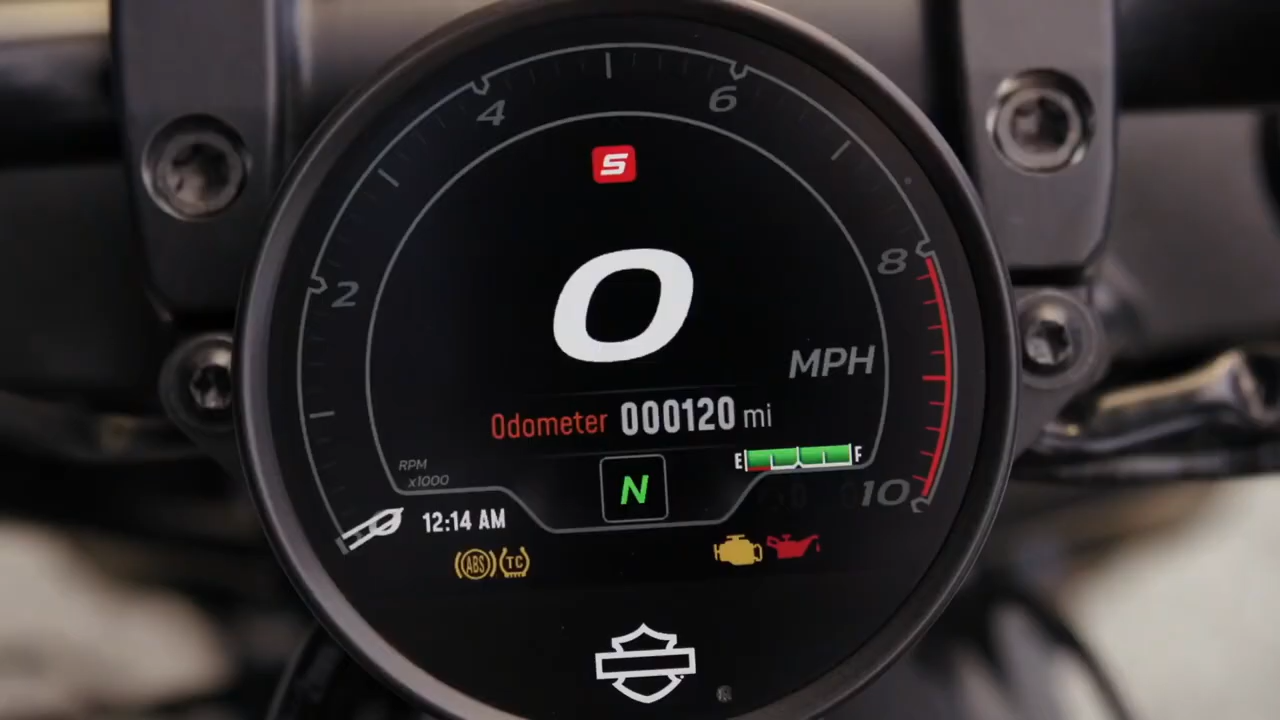 4
6
S
2
8
0
MPH
Odometer 000120 mi
E F
RPM
x1000
N
10
12:14 AM
ABS TC